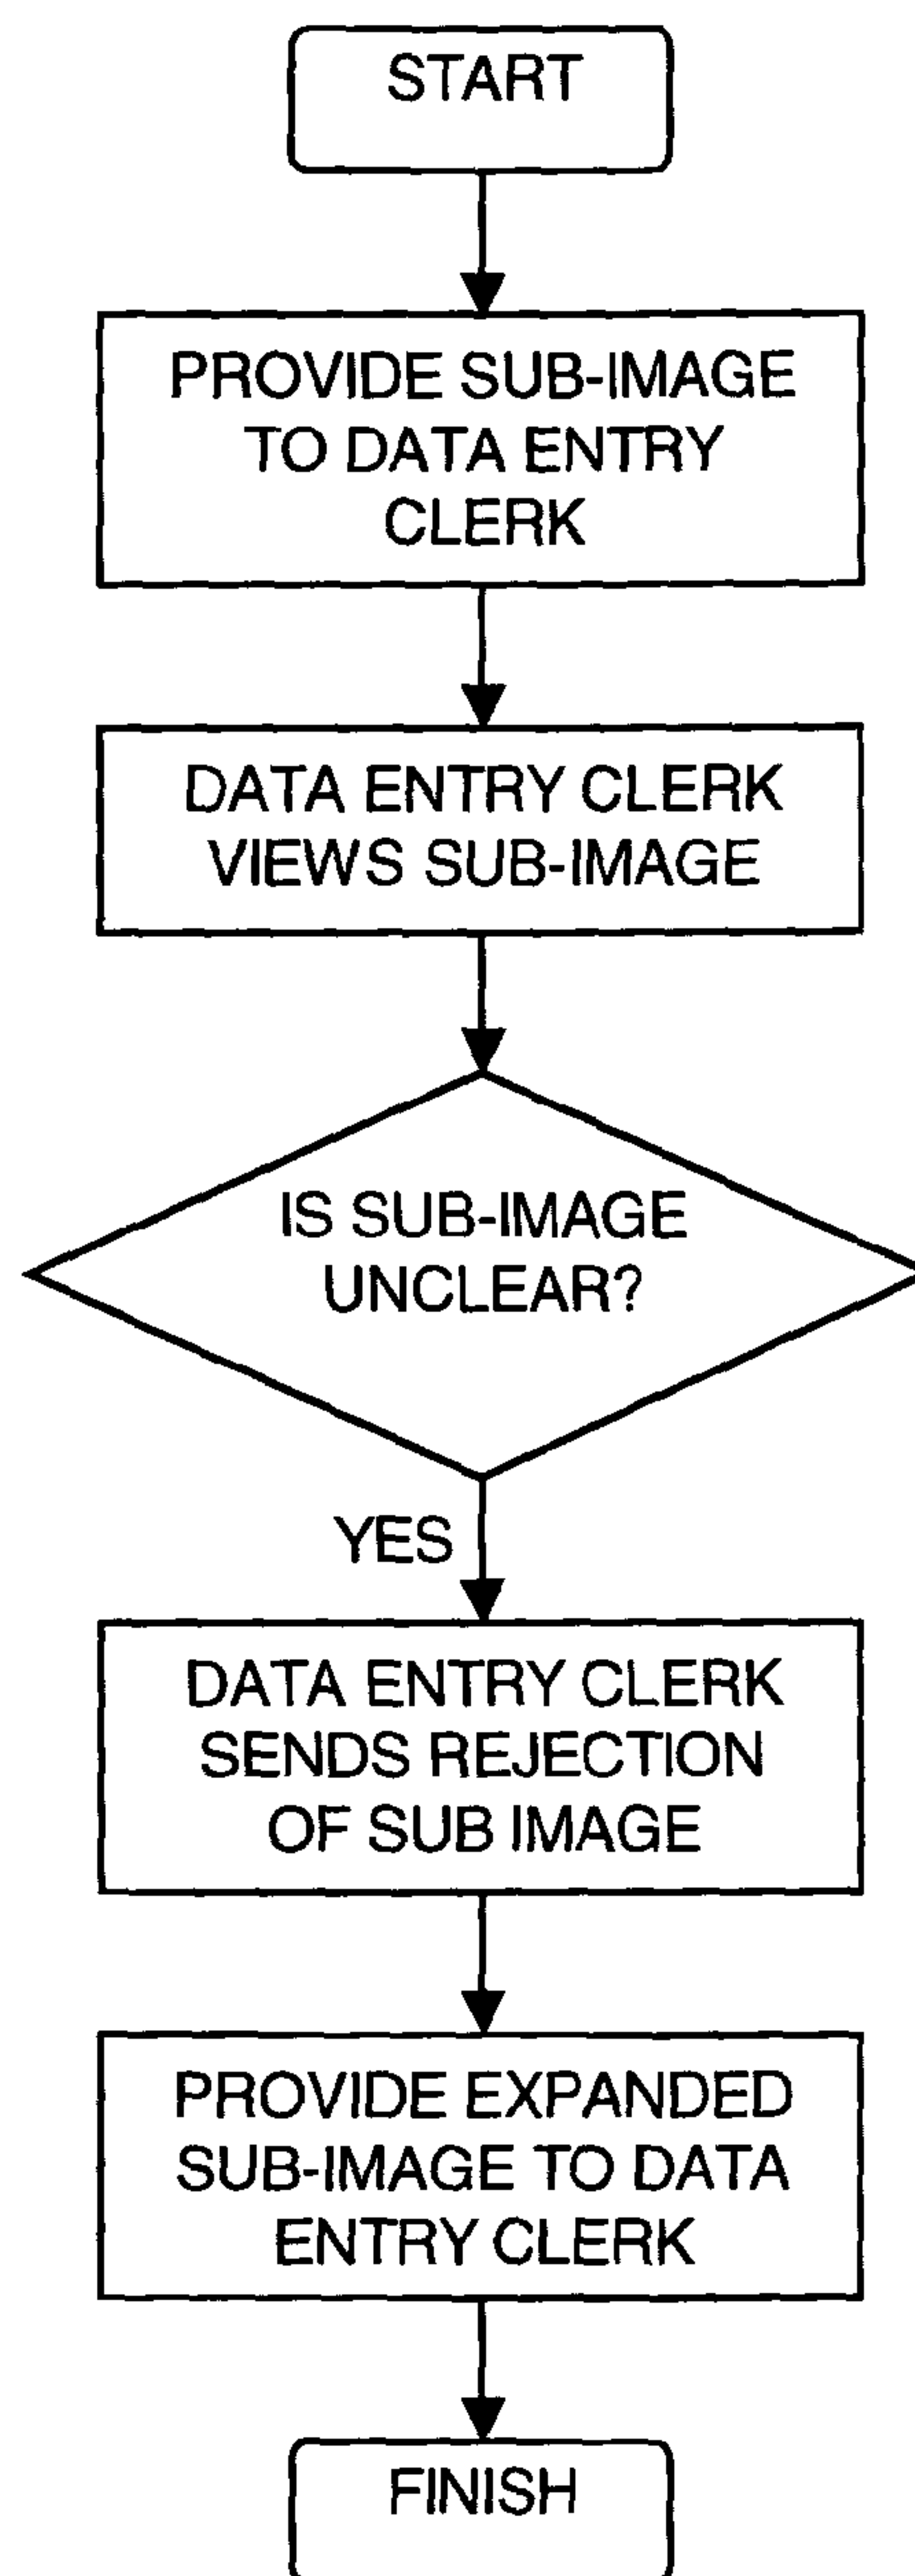 START
PROVIDE SUB-IMAGE
TO DATA ENTRY
CLERK
DATA ENTRY CLERK
VIEWS SUB-IMAGE
IS SUB-IMAGE
UNCLEAR?
YES
DATA ENTRY CLERK
SENDS REJECTION
OF SUB IMAGE
PROVIDE EXPANDED
SUB-IMAGE TO DATA
ENTRY CLERK
FINISH